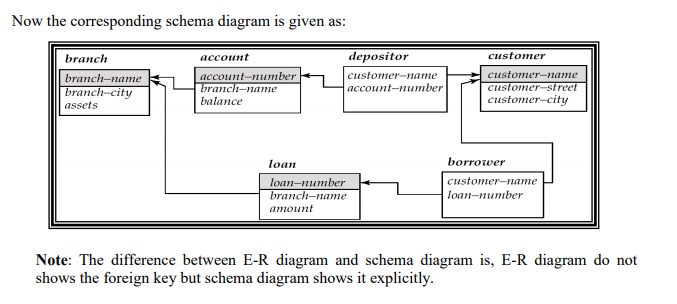 Now the corresponding schema diagram is given as:
branch
branch–name
branch–city
assets
account
account–number
branch–name
balance
depositor
customer–name
account–number
customer
customer–name
customer–street
customer–city
loan
loan–number
branch–name
amount
borrower
customer–name
loan–number
Note: The difference between E-R diagram and schema diagram is, E-R diagram do not
shows the foreign key but schema diagram shows it explicitly.